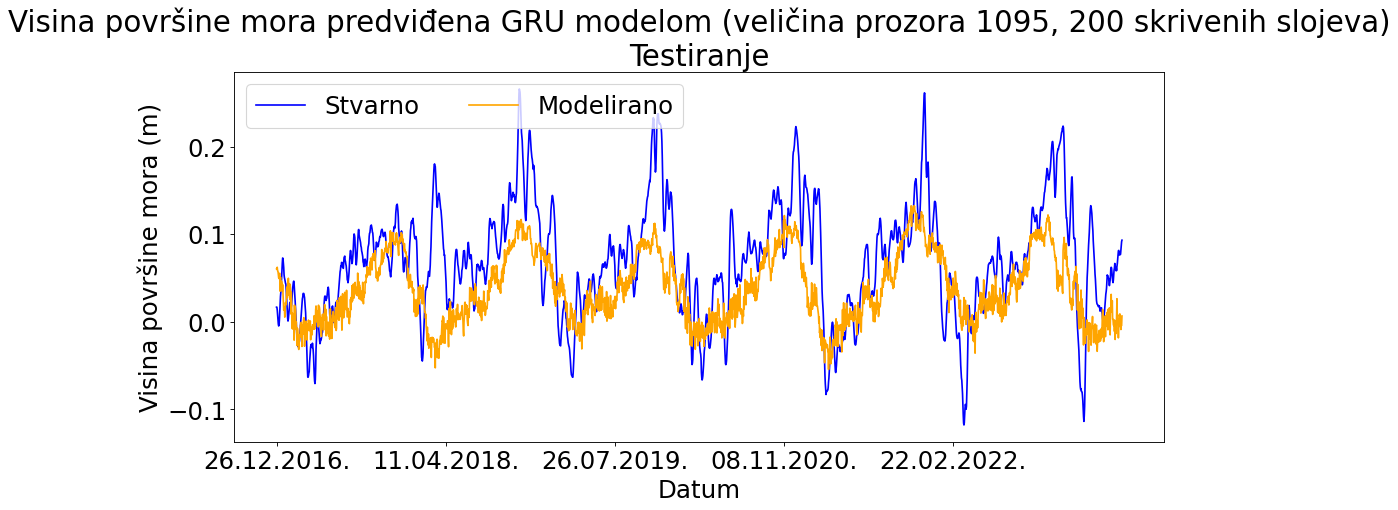 Visina površine mora predviđena GRU modelom (veličina prozora 1095, 200 skrivenih slojeva)
Testiranje
Stvarno Modelirano
Visina površine mora (m)
0.2
0.1
0.0
−0.1
26.12.2016. 11.04.2018. 26.07.2019. 08.11.2020. 22.02.2022.
Datum